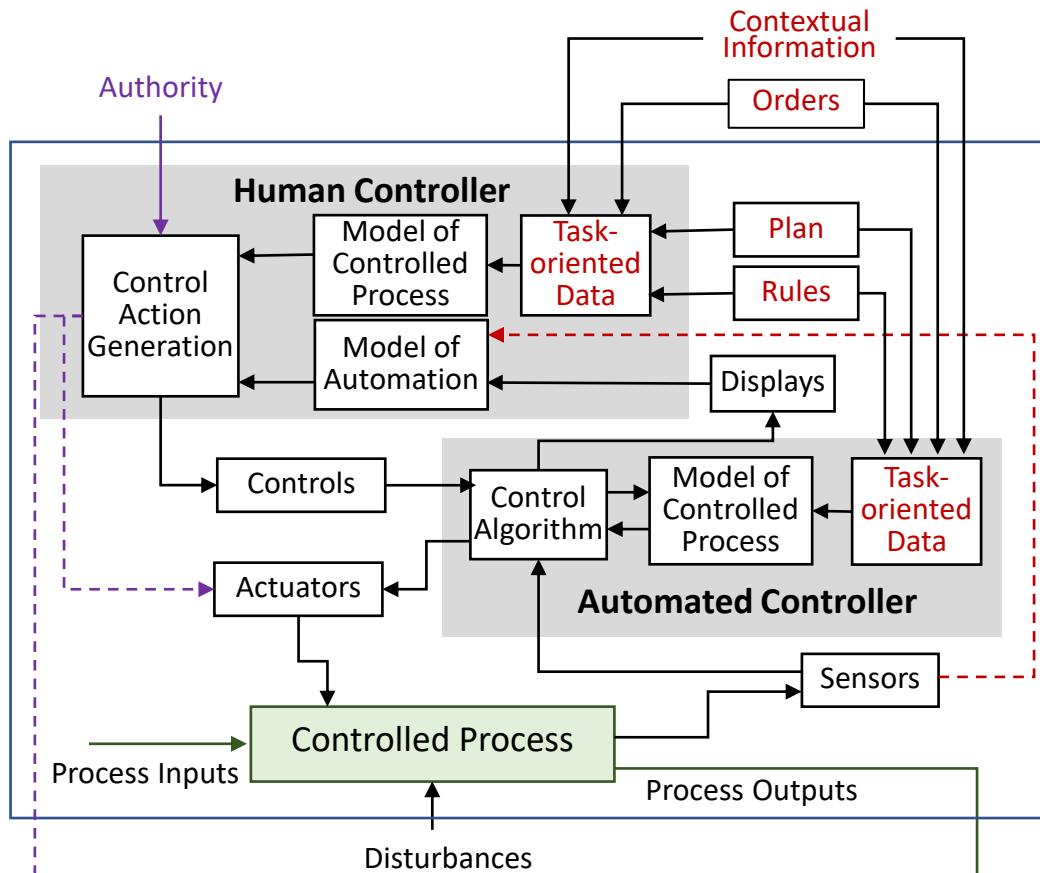 Contextual
Information
Authority
Orders
Human Controller
Model of
Controlled
Process
Task-
oriented
Data
Plan
Rules
Control
Action
Generation
Model of
Automation
Displays
Controls
Control
Algorithm
Model of
Controlled
Process
Task-
oriented
Data
Actuators
Automated Controller
Sensors
Controlled Process
Process Inputs
Process Outputs
Disturbances